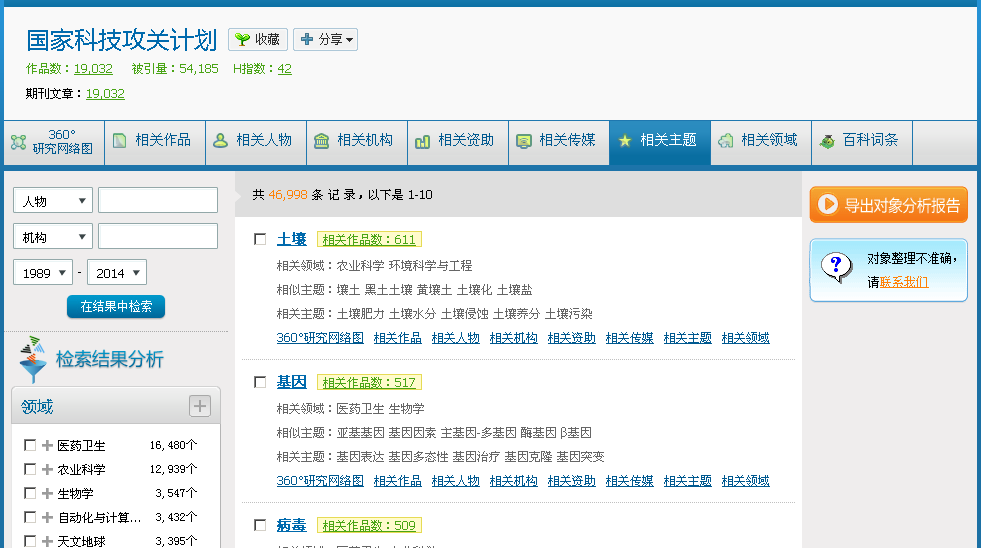 国家科技攻关计划 收藏 分享
作品数：19,032 被引量：54,185 H指数：42
期刊文章：19,032
360°研究网络图 相关作品 相关人物 相关机构 相关资助 相关传媒 相关主题 相关领域 百科词条
人物
机构
1989 - 2014
在结果中检索
检索结果分析
领域
医药卫生 16,480个
农业科学 12,939个
生物学 3,547个
自动化与计算... 3,432个
天文地球 3,395个
共 46,998 条 记 录，以下是 1-10
土壤 相关作品数：611
相关领域：农业科学 环境科学与工程
相似主题：壤土 黑土土壤 黄壤土 土壤化 土壤盐
相关主题：土壤肥力 土壤水分 土壤侵蚀 土壤养分 土壤污染
360°研究网络图 相关作品 相关人物 相关机构 相关资助 相关传媒 相关主题 相关领域
基因 相关作品数：517
相关领域：医药卫生 生物学
相似主题：亚基基因 基因因素 主基因-多基因 酶基因 β基因
相关主题：基因表达 基因多态性 基因治疗 基因克隆 基因突变
360°研究网络图 相关作品 相关人物 相关机构 相关资助 相关传媒 相关主题 相关领域
病毒 相关作品数：509
导出对象分析报告
对象整理不准确，
请联系我们